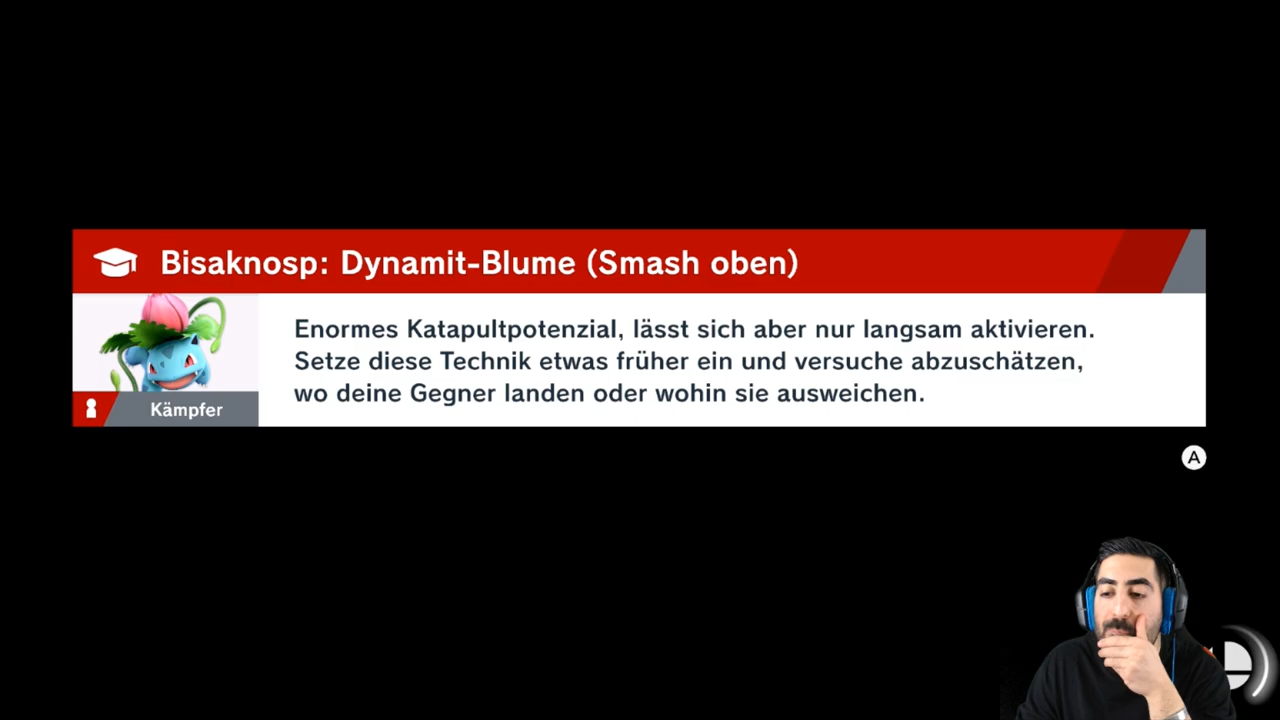 Bisaknosp: Dynamit-Blume (Smash oben)
Enormes Katapultpotenzial, lässt sich aber nur langsam aktivieren.
Setze diese Technik etwas früher ein und versuche abzuschätzen,
wo deine Gegner landen oder wohin sie ausweichen.
Kämpfer
A